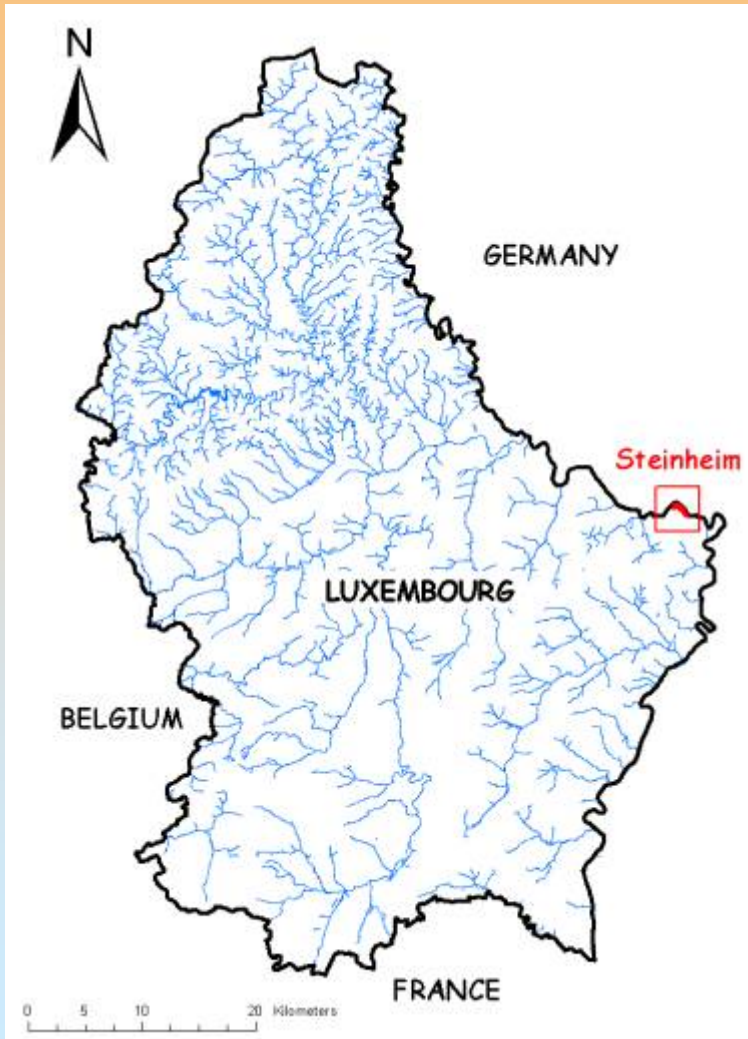 N
GERMANY
Steinheim
LUXEMBOURG
BELGIUM
FRANCE
0 5 10 20 Kilometers